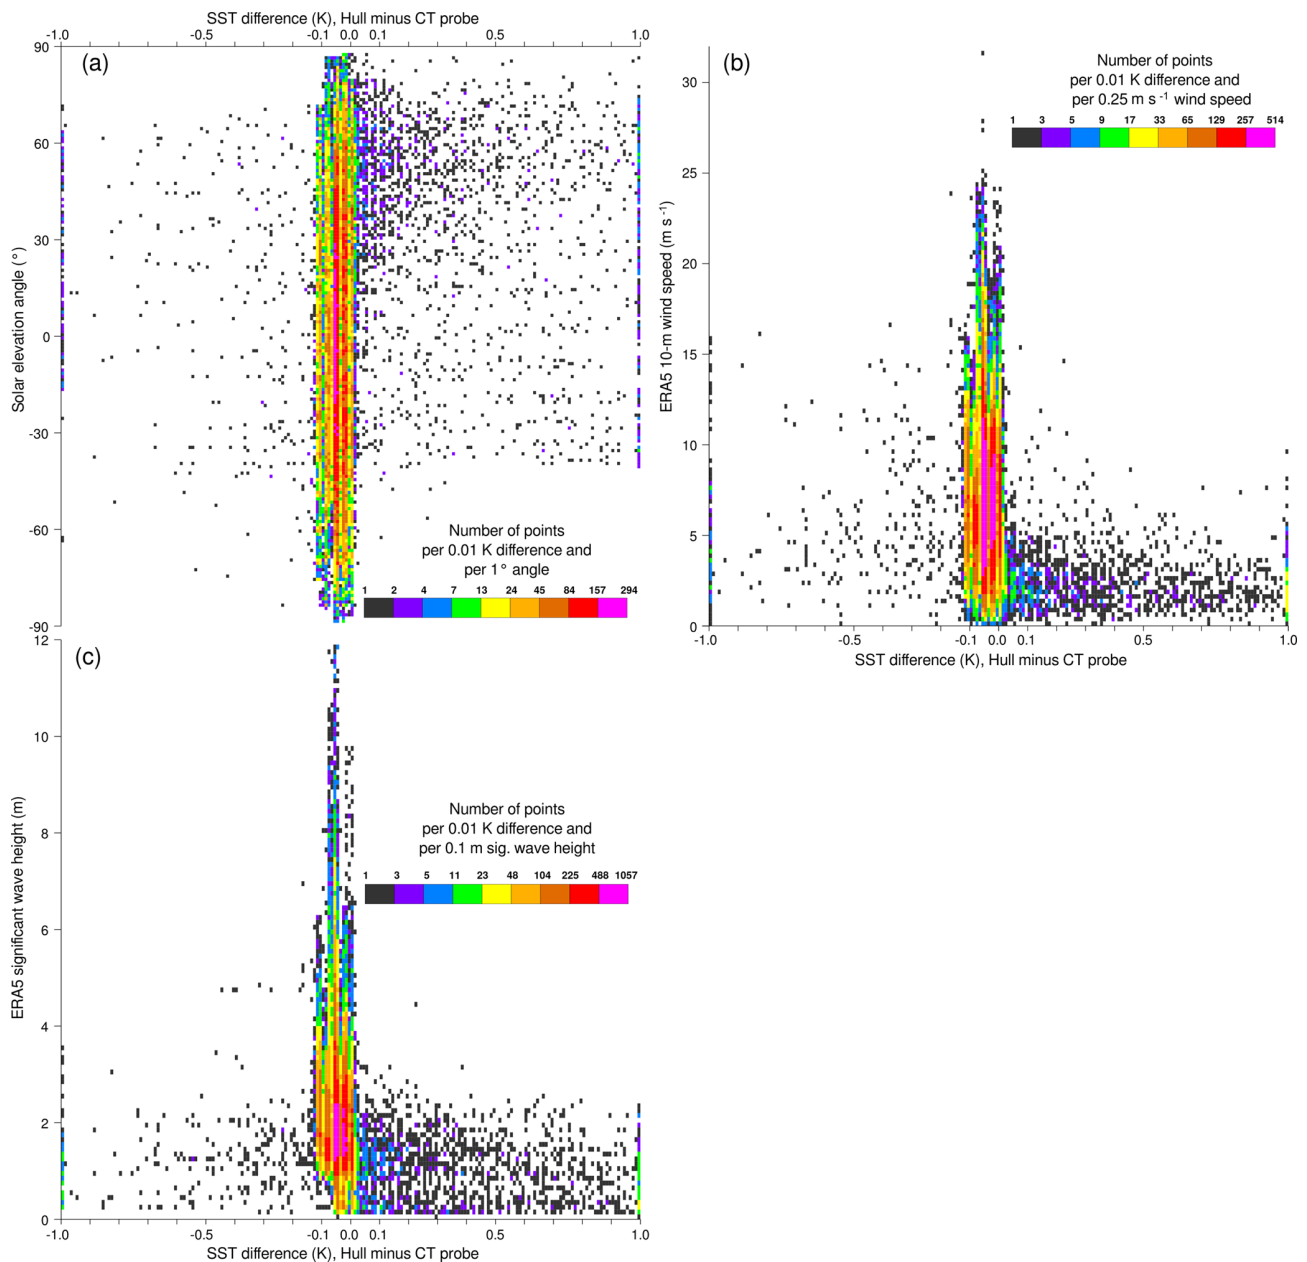 SST difference (K), Hull minus CT probe
-1.0 -0.5 -0.1 0.0 0.1 0.5 1.0
(a)
90
60
30
0
-30
-60
-90
Solar elevation angle (°)
Number of points
per 0.01 K difference and
per 1° angle
1 2 4 7 13 24 45 84 157 294
(b)
Number of points
per 0.01 K difference and
per 0.25 m s -1 wind speed
1 3 5 9 17 33 65 129 257 514
30
25
20
15
10
5
0
ERA5 10-m wind speed (m s -1)
-1.0 -0.5 -0.1 0.0 0.1 0.5 1.0
SST difference (K), Hull minus CT probe
(c)
12
10
8
6
4
2
0
ERA5 significant wave height (m)
Number of points
per 0.01 K difference and
per 0.1 m sig. wave height
1 3 5 11 23 48 104 225 488 1057
-1.0 -0.5 -0.1 0.0 0.1 0.5 1.0
SST difference (K), Hull minus CT probe